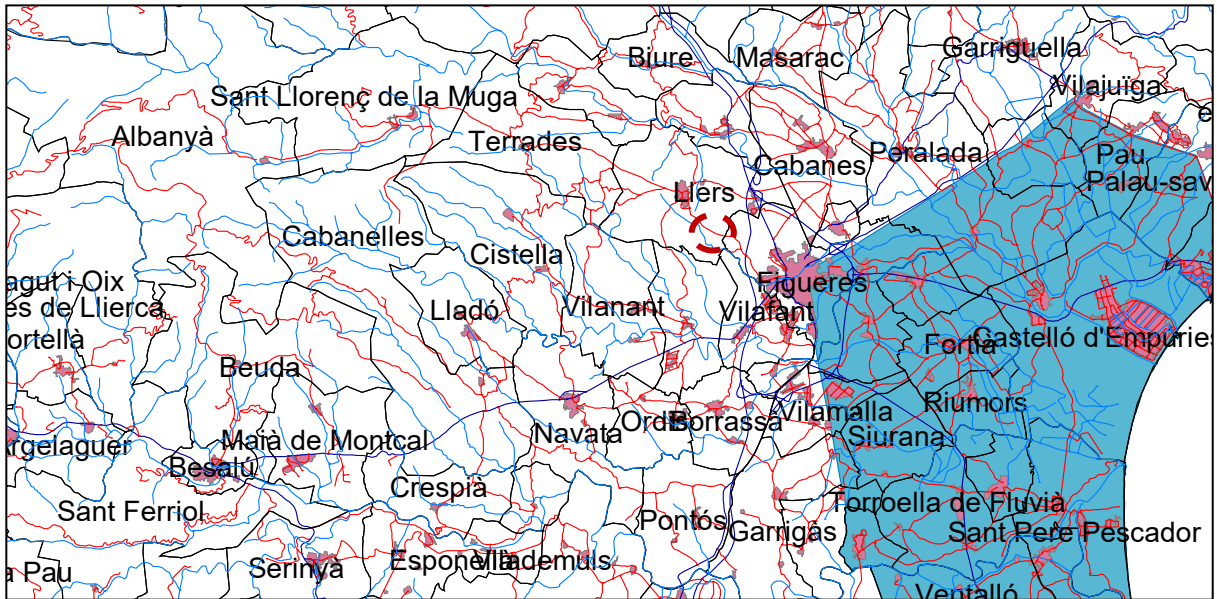 Biure
Masarac
Garriguella
Vilajuïga
Sant Llorenç de la Muga
e
Albanyà
Terrades
Cabanes
Peralada
Pau
Palau-sav
Llers
Cabanelles
Cistella
agut i Oix
Figueres
és de Llierca
Lladó
Vilanant
Vilafant
ortellà
Fortià
Castelló d'Empúries
Beuda
Riumors
Ordis
Borrassà
Vilamalla
Navata
Siurana
Argelaguer
Maià de Montcal
Besalú
Crespià
Sant Ferriol
Torroella de Fluvià
Pontós
Garrigàs
Sant Pere Pescador
Esponellà
Vilademuls
Serinyà
a Pau
Ventalló